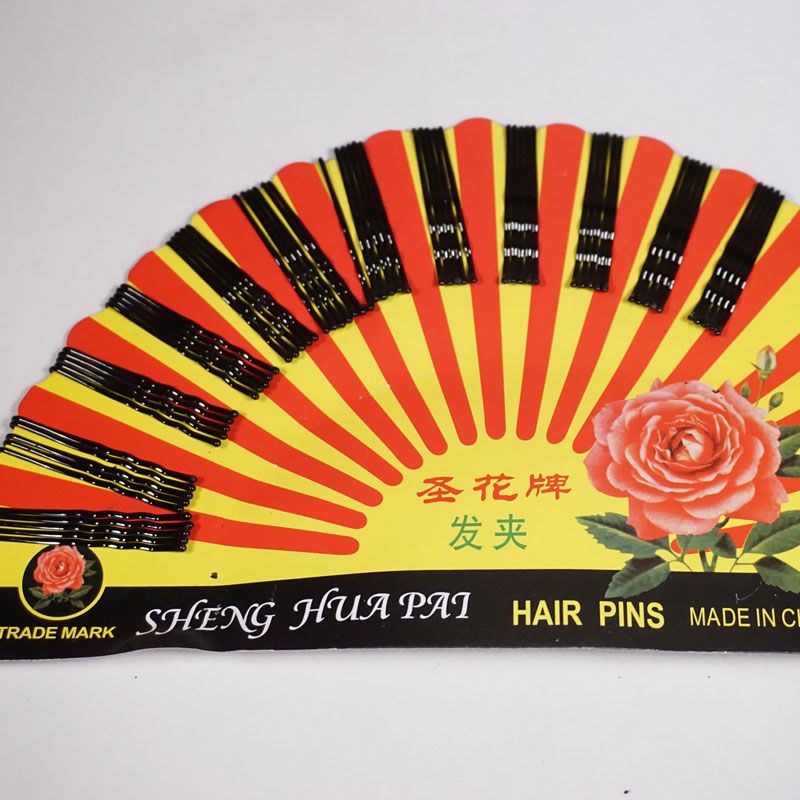 圣花牌
发夹
TRADE MARK SHENG HUA PAI HAIR PINS MADE IN